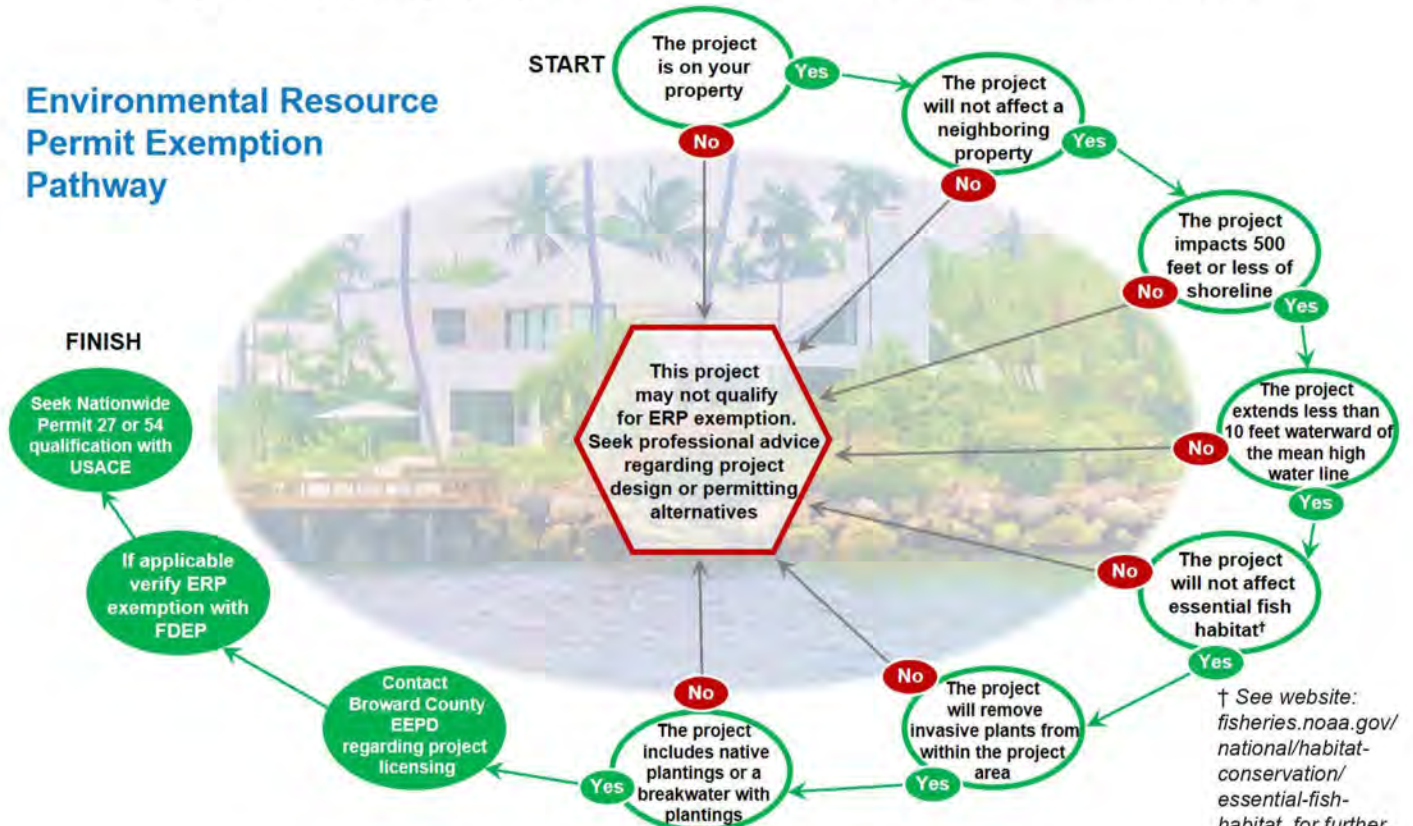 Environmental Resource
Permit Exemption
Pathway
START
The project
is on your
property
Yes
No
The project
will not affect a
neighboring
property
Yes
No
The project
impacts 500
feet or less of
shoreline
No
Yes
The project
extends less than
10 feet waterward of
the mean high
water line
No
Yes
The project
will not affect
essential fish
habitat†
No
Yes
† See website:
fisheries.noaa.gov/
national/habitat-
conservation/
essential-fish-
habitat, for further
The project
will remove
invasive plants from
within the project
area
No
Yes
The project
includes native
plantings or a
breakwater with
plantings
No
Yes
This project
may not qualify
for ERP exemption.
Seek professional advice
regarding project
design or permitting
alternatives
Contact
Broward County
EEPD
regarding project
licensing
If applicable
verify ERP
exemption with
FDEP
FINISH
Seek Nationwide
Permit 27 or 54
qualification with
USACE